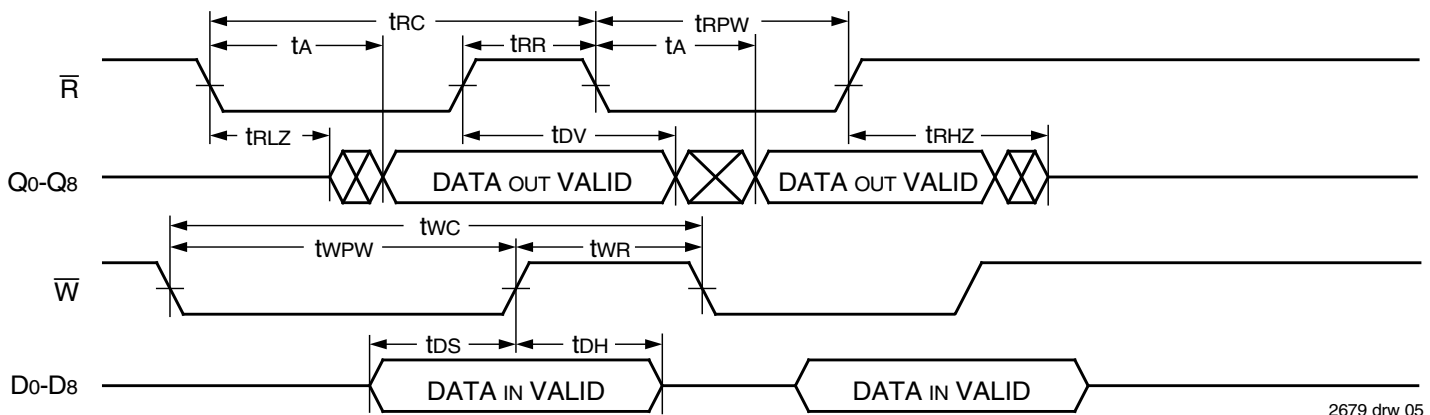 tRC tRPW
tA tRR tA
R̅
tRLZ tDV tRHZ
Q0-Q8 DATA OUT VALID DATA OUT VALID
tWC
tWPW tWR
W̅
tDS tDH
D0-D8 DATA IN VALID DATA IN VALID
2679 drw 05